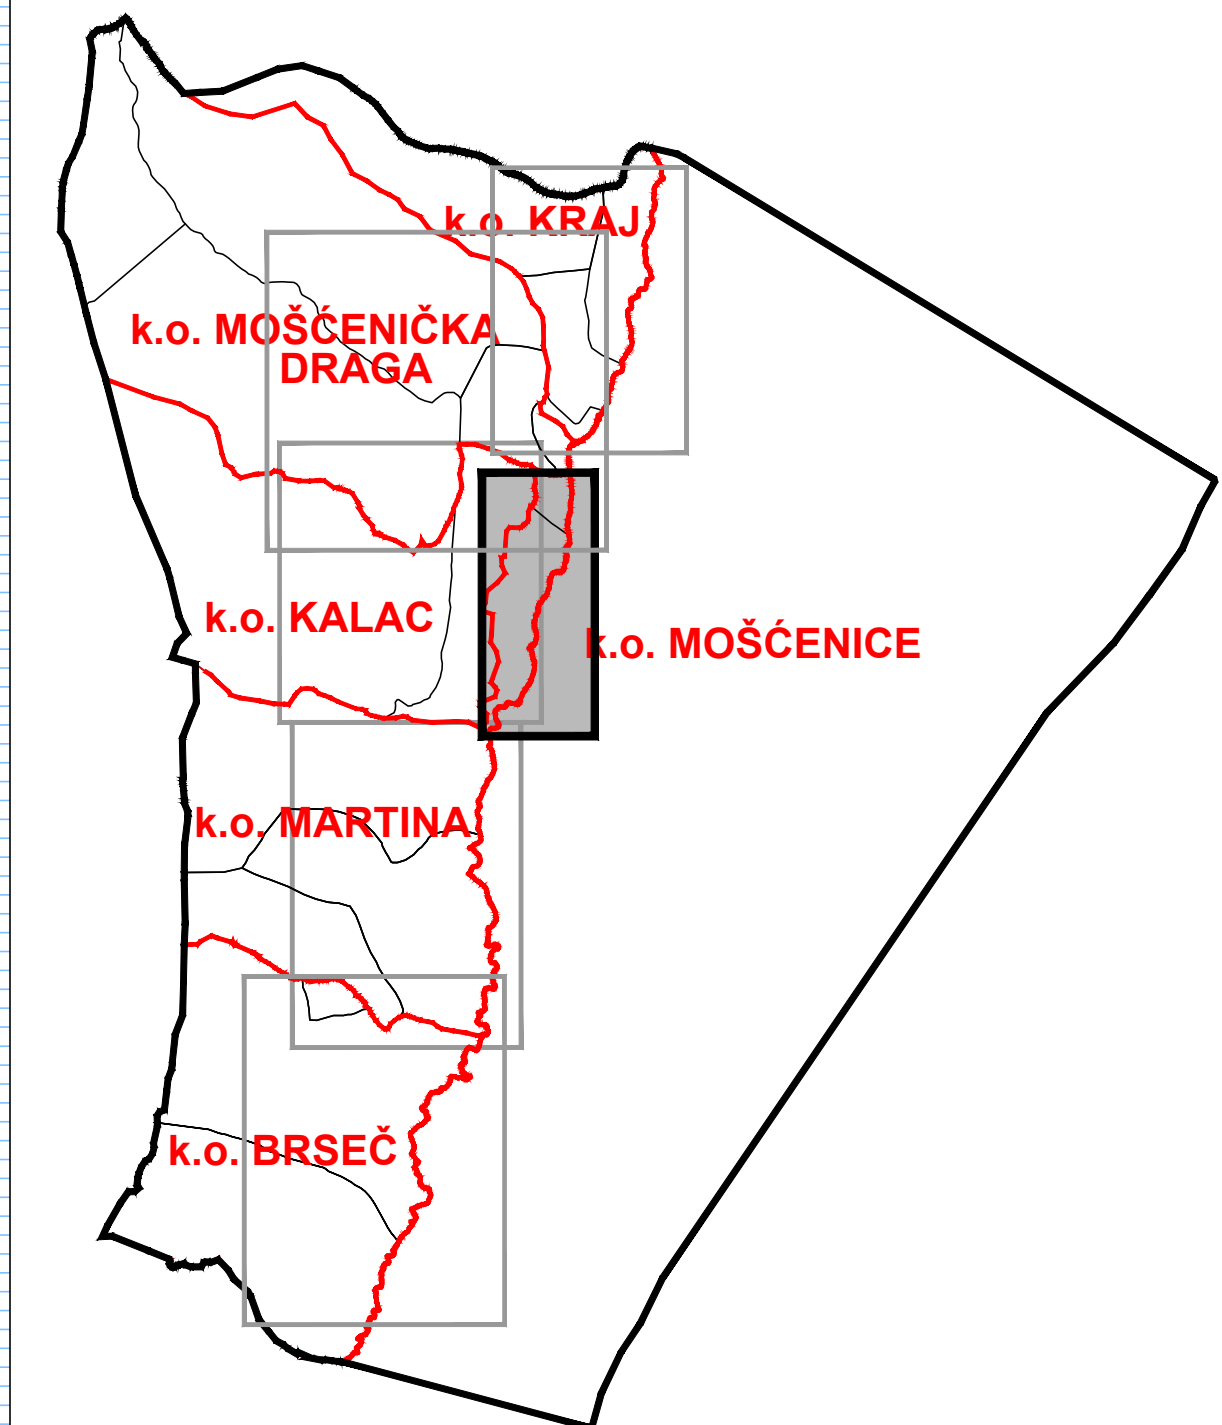 k.o. KRAJ
k.o. MOŠĆENIČKA
DRAGA
k.o. KALAC
k.o. MOŠĆENICE
k.o. MARTINA
k.o. BRSEČ